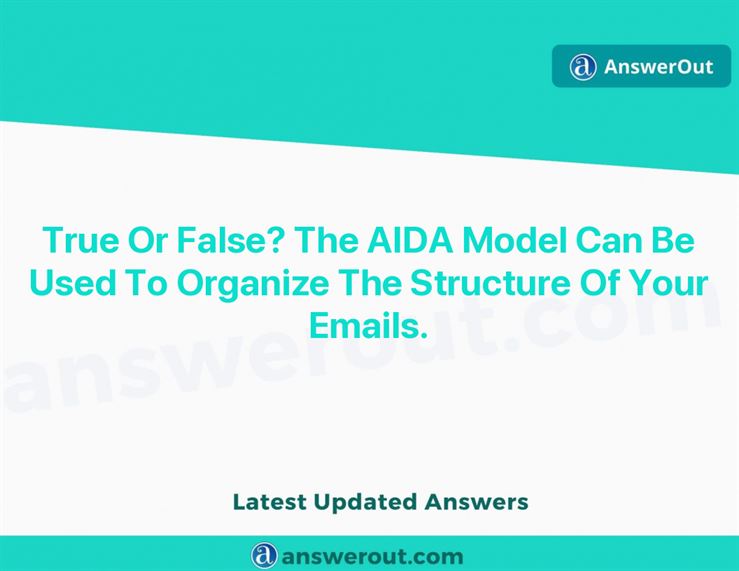 AnswerOut
True Or False? The AIDA Model Can Be
Used To Organize The Structure Of Your
Emails.
answerout.com
Latest Updated Answers
answerout.com